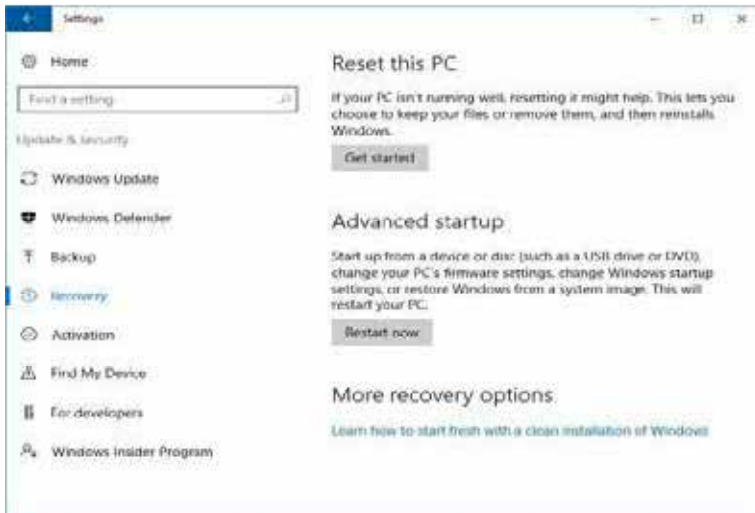 Settings
Home
Find a setting
Update & security
Windows Update
Windows Defender
Backup
Recovery
Activation
Find My Device
For developers
Windows Insider Program
Reset this PC
If your PC isn't running well, resetting it might help. This lets you
choose to keep your files or remove them, and then reinstalls
Windows.
Get started
Advanced startup
Start up from a device or disc (such as a USB drive or DVD),
change your PC's firmware settings, change Windows startup
settings, or restore Windows from a system image. This will
restart your PC.
Restart now
More recovery options
Learn how to start fresh with a clean installation of Windows